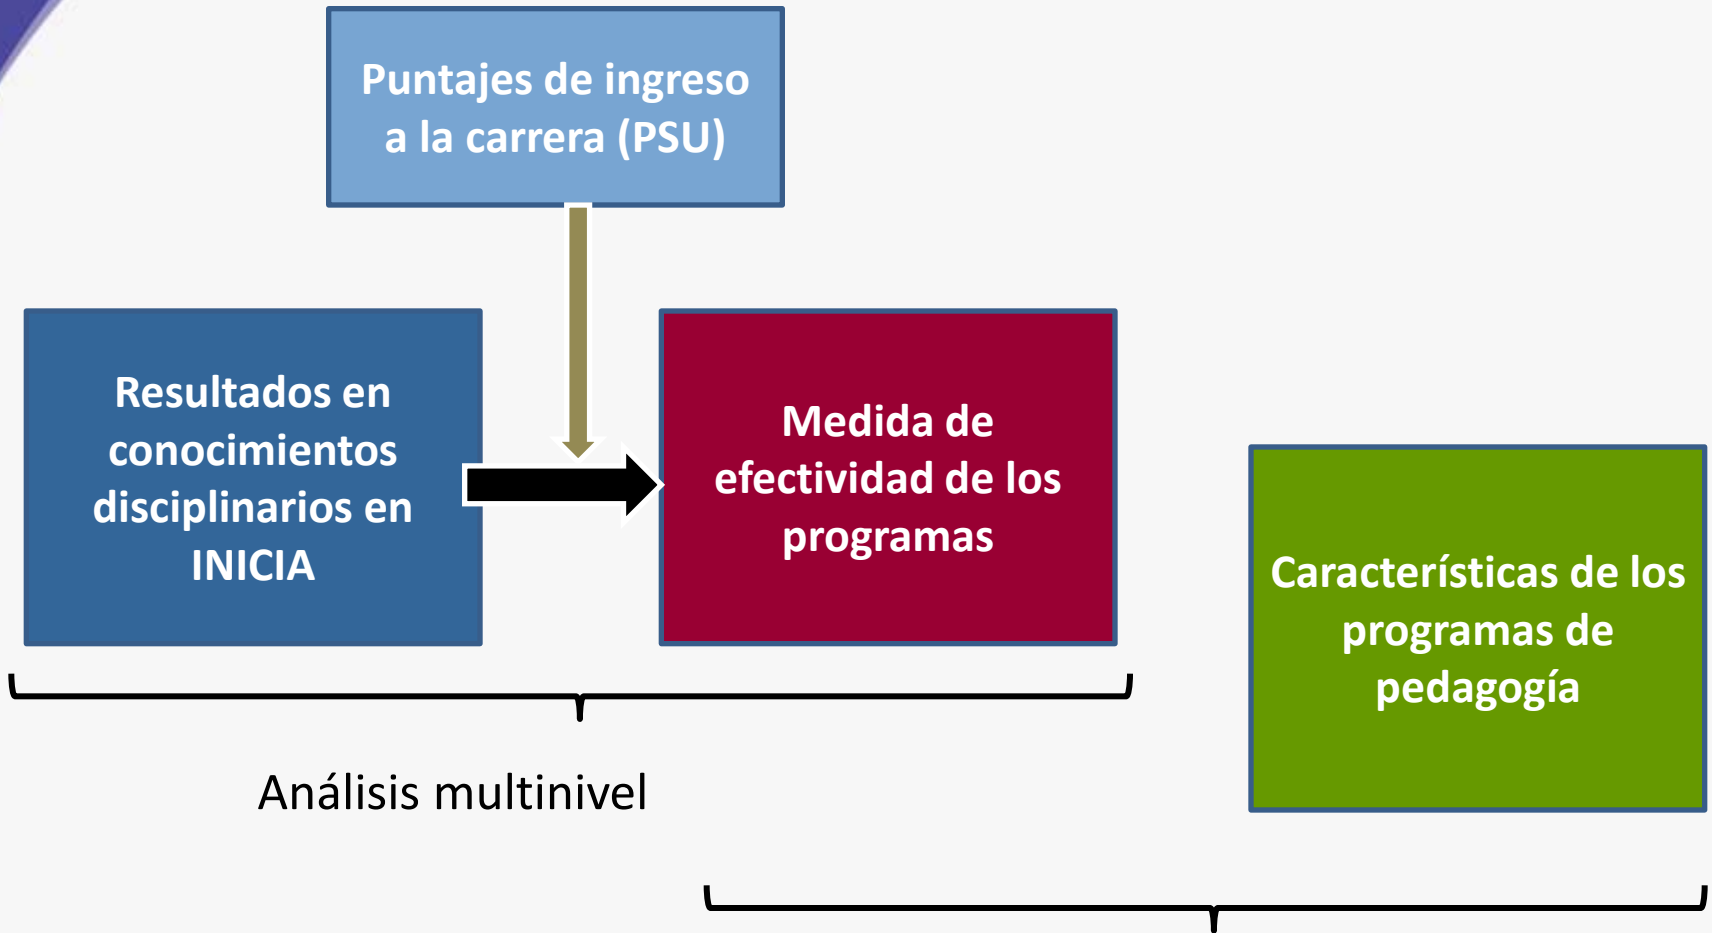 Puntajes de ingreso
a la carrera (PSU)
Resultados en
conocimientos
disciplinarios en
INICIA
Medida de
efectividad de los
programas
Características de los
programas de
pedagogía
Análisis multinivel